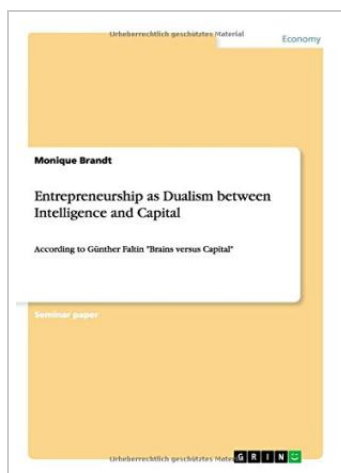 Urheberrechtlich geschütztes Material
Economy
Monique Brandt
Entrepreneurship as Dualism between
Intelligence and Capital
According to Günther Faltin "Brains versus Capital"
Seminar paper
Urheberrechtlich geschütztes Material
GRIN